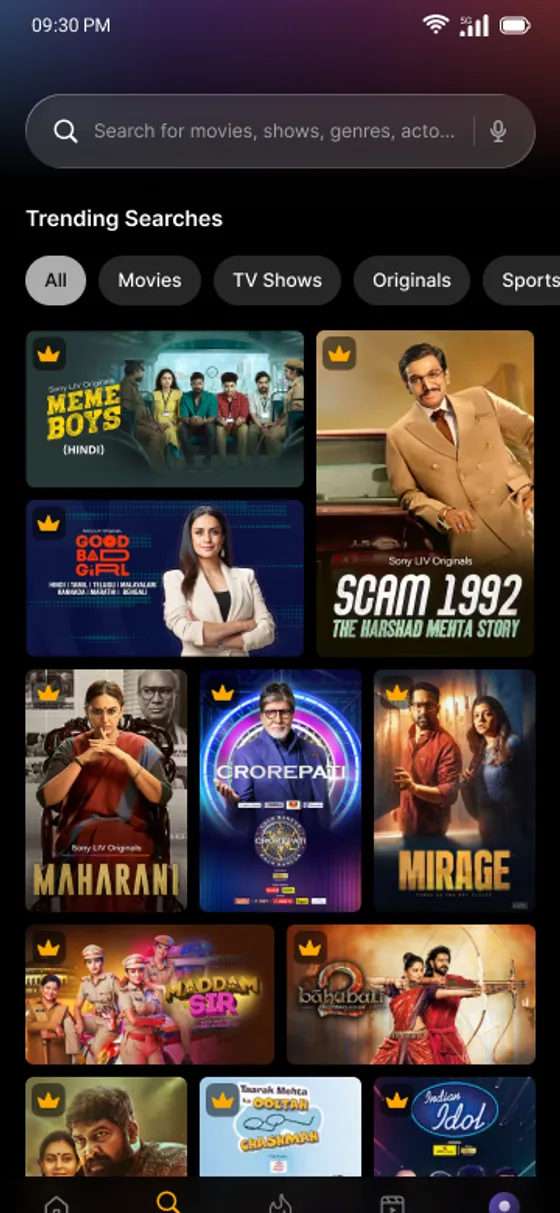 09:30 PM
5G
Search for movies, shows, genres, acto...
Trending Searches
All
Movies
TV Shows
Originals
Sports
Sony LIV Originals
MEME
BOYS
(HINDI)
Sony LIV Originals
SCAM 1992
THE HARSHAD MEHTA STORY
GOOD
BAD
GiRL
HINDI | TAMIL | TELUGU | MALAYALAM
KANNADA | MARATHI | BENGALI
Sony LIV Originals
MAHARANI
CROREPATI
CROREPATI
MIRAGE
MADDAM
SIR
bāhubali
2
Taarak Mehta
Ka OOLTAH
CHASHMAH
Indian
Idol